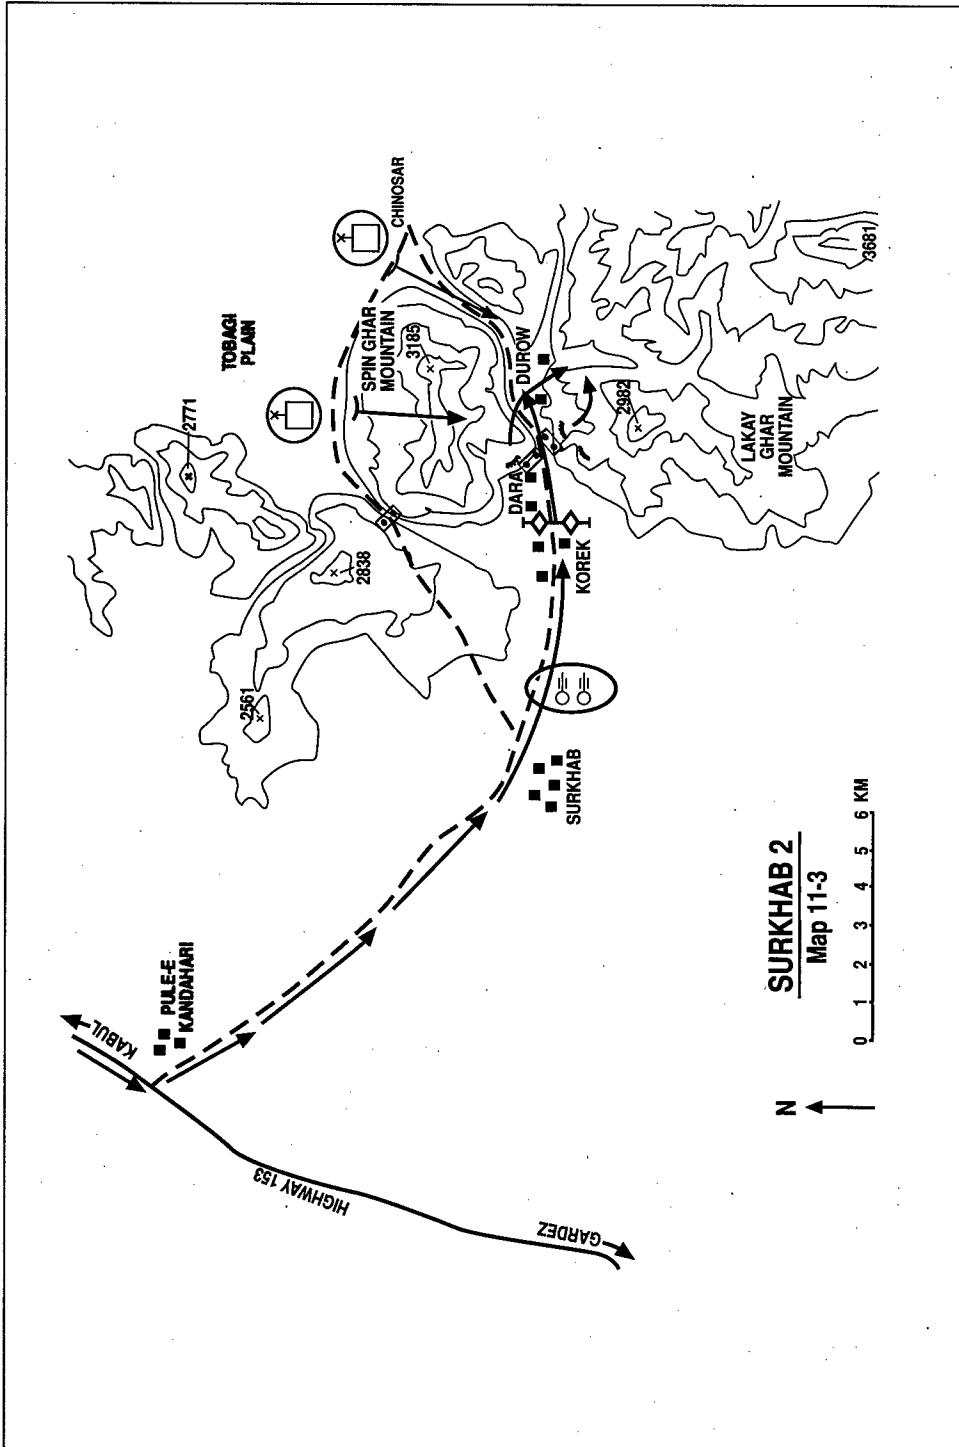 KABUL
PULE-E
KANDAHARI
HIGHWAY 153
GARDEZ
2561
2771
2838
TOBAGI
PLAIN
SPIN GHAR
MOUNTAIN
3185
CHINOSAR
DUROW
DARA
KOREK
SURKHAB
2982
LAKAY
GHAR
MOUNTAIN
3681
SURKHAB 2
Map 11-3
0 1 2 3 4 5 6 KM
N